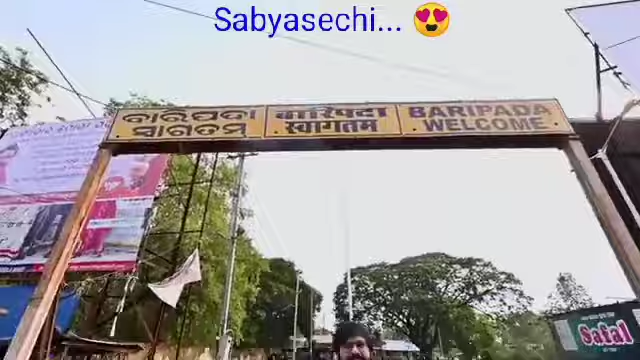 Sabyasechi... 😍
ବାରିପଦା
ସ୍ବାଗତମ୍
बारिपदा
स्वागतम
BARIPADA
WELCOME
Safal